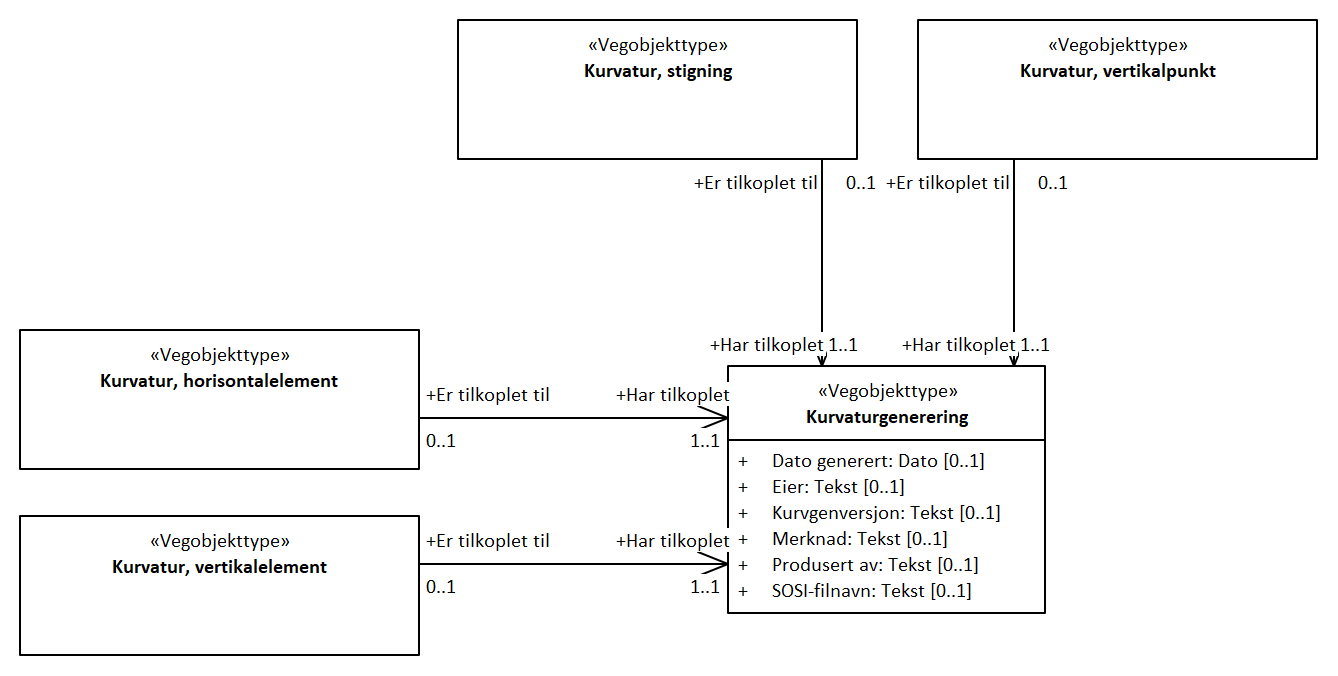 «Vegobjekttype»
Kurvatur, stigning
«Vegobjekttype»
Kurvatur, vertikalpunkt
+Er tilkoplet til
0..1
+Er tilkoplet til
0..1
+Har tilkoplet
1..1
+Har tilkoplet
1..1
«Vegobjekttype»
Kurvatur, horisontalelement
+Er tilkoplet til
+Har tilkoplet
0..1
1..1
«Vegobjekttype»
Kurvatur, vertikalelement
+Er tilkoplet til
+Har tilkoplet
0..1
1..1
«Vegobjekttype»
Kurvaturgenerering
+ Dato generert: Dato [0..1]
+ Eier: Tekst [0..1]
+ Kurvgenversjon: Tekst [0..1]
+ Merknad: Tekst [0..1]
+ Produsert av: Tekst [0..1]
+ SOSI-filnavn: Tekst [0..1]